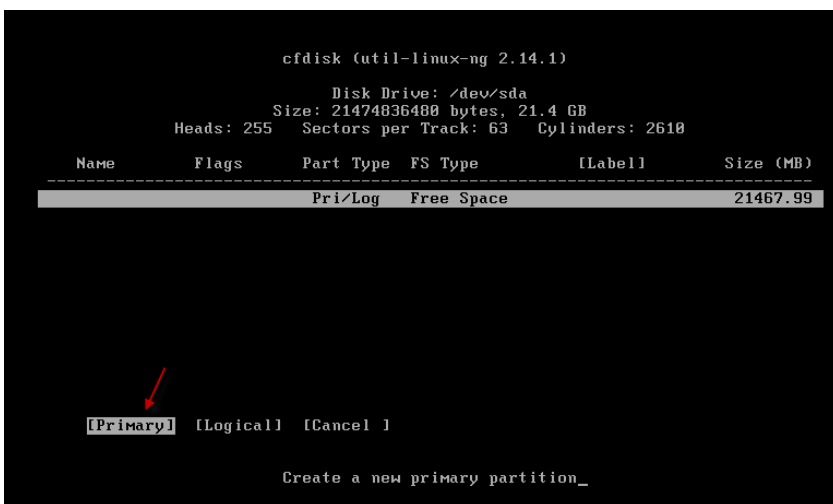 cfdisk (util-linux-ng 2.14.1)
Disk Drive: /dev/sda
Size: 21474836480 bytes, 21.4 GB
Heads: 255 Sectors per Track: 63 Cylinders: 2610
Name Flags Part Type FS Type [Label] Size (MB)
Pri/Log Free Space 21467.99
[Primary] [Logical] [Cancel ]
Create a new primary partition_